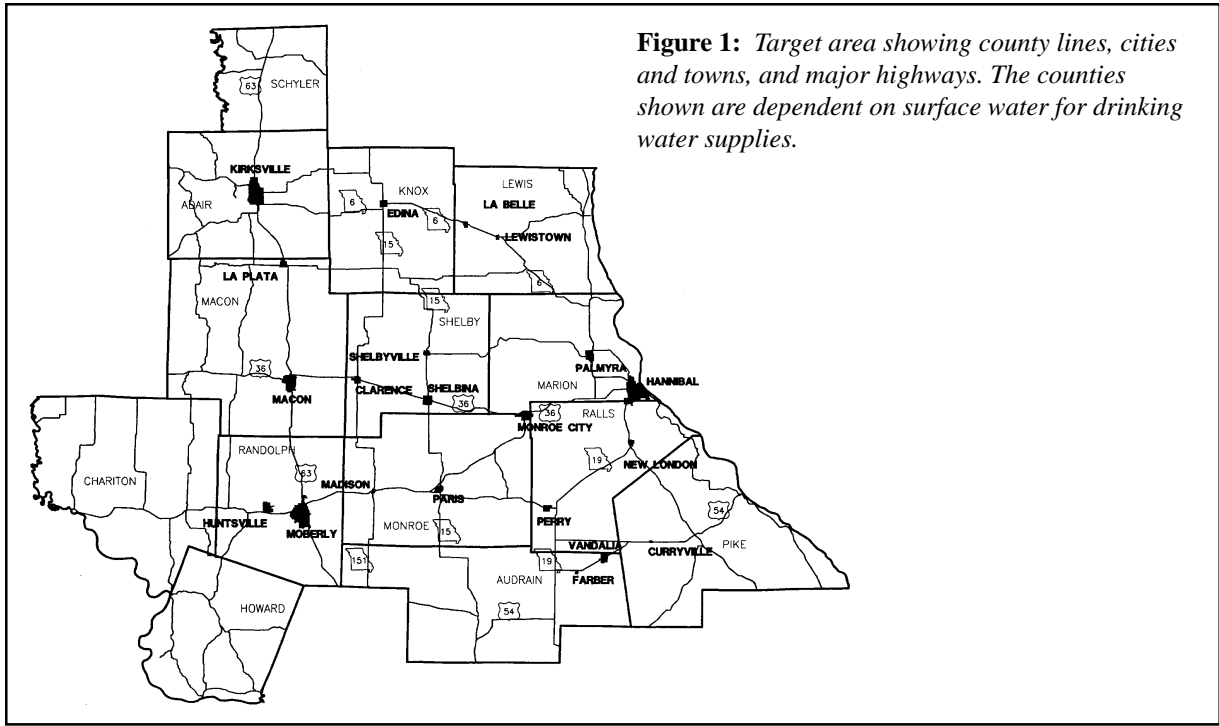 Figure 1: Target area showing county lines, cities
and towns, and major highways. The counties
shown are dependent on surface water for drinking
water supplies.
63
SCHYLER
KIRKSVILLE
ADAIR
KNOX
6
EDINA
6
15
LEWIS
LA BELLE
LEWISTOWN
6
LA PLATA
MACON
15
SHELBY
SHELBYVILLE
36
MACON
CLARENCE
SHELBINA
36
PALMYRA
MARION
HANNIBAL
36
MONROE CITY
RALLS
RANDOLPH
63
CHARITON
MADISON
19
NEW LONDON
PARIS
HUNTSVILLE
MOBERLY
MONROE
15
PERRY
54
VANDALIA
CURRYVILLE
PIKE
151
19
FARBER
AUDRAIN
54
HOWARD